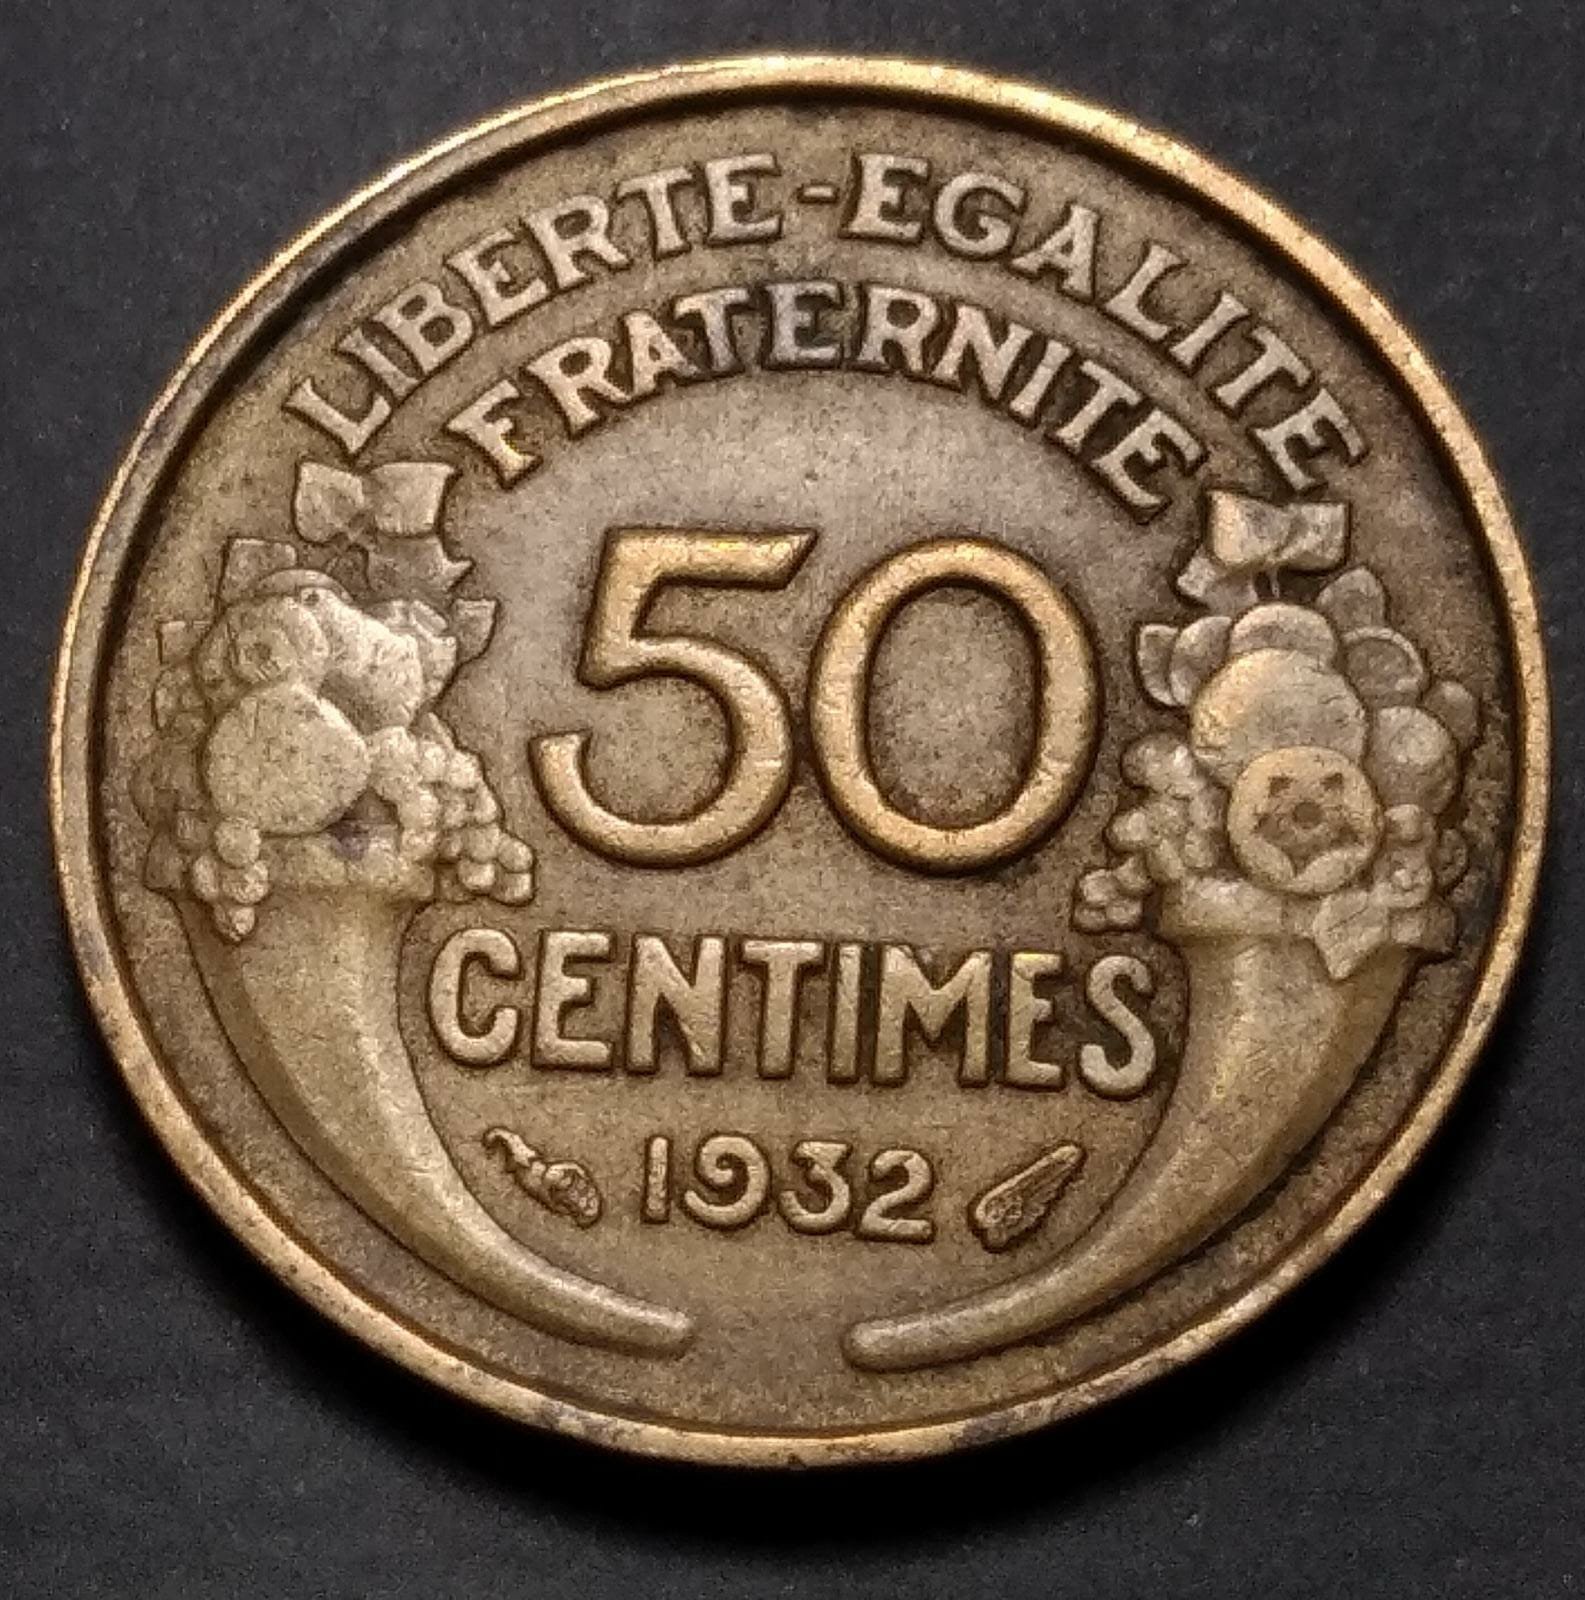 LIBERTE-EGALITE
FRATERNITE
50
CENTIMES
1932